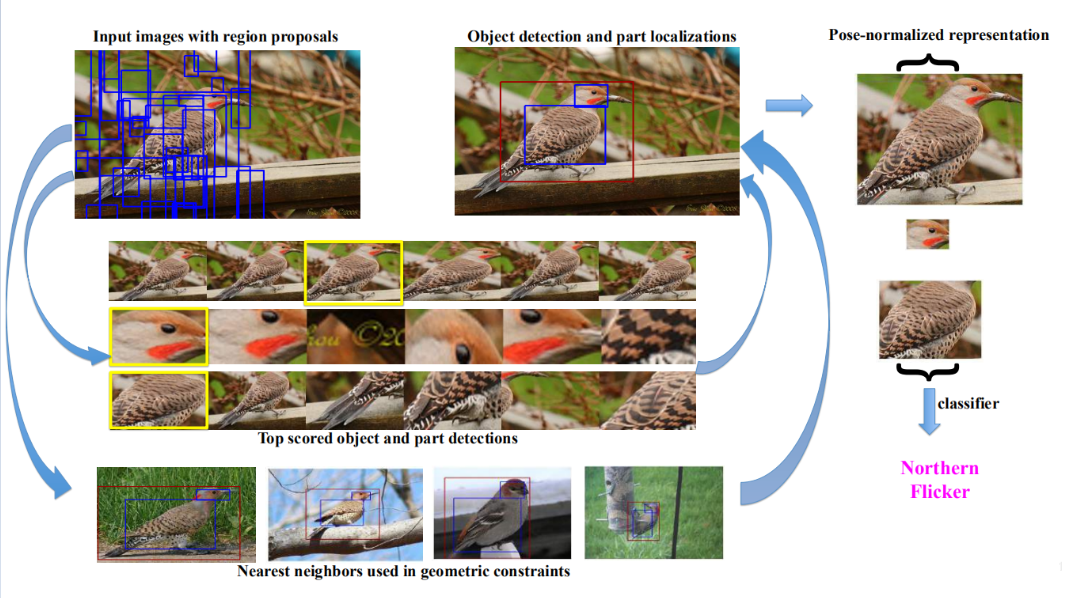 Input images with region proposals
Object detection and part localizations
Pose-normalized representation
Top scored object and part detections
Nearest neighbors used in geometric constraints
classifier
Northern
Flicker